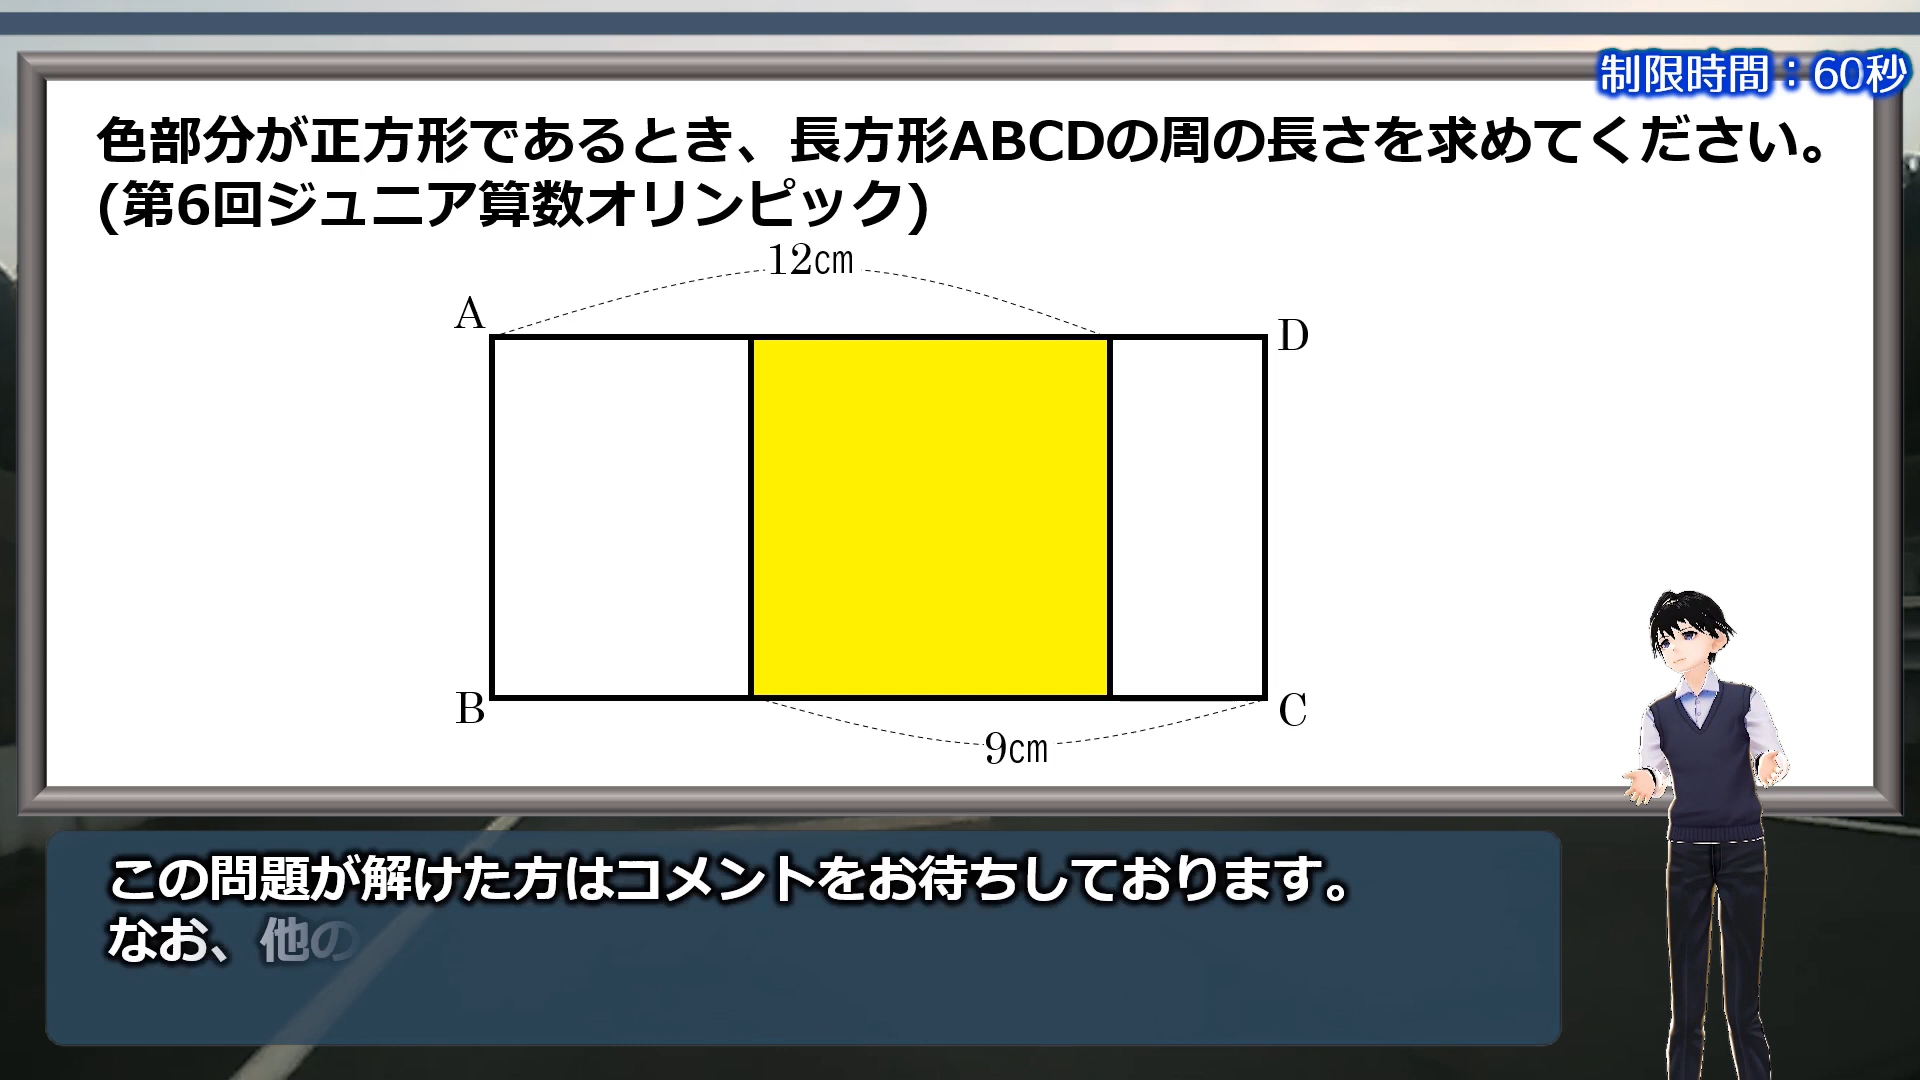 制限時間：60秒
色部分が正方形であるとき、長方形ABCDの周の長さを求めてください。
(第6回ジュニア算数オリンピック)
12㎝
A
D
B
C
9㎝
この問題が解けた方はコメントをお待ちしております。
なお、他の